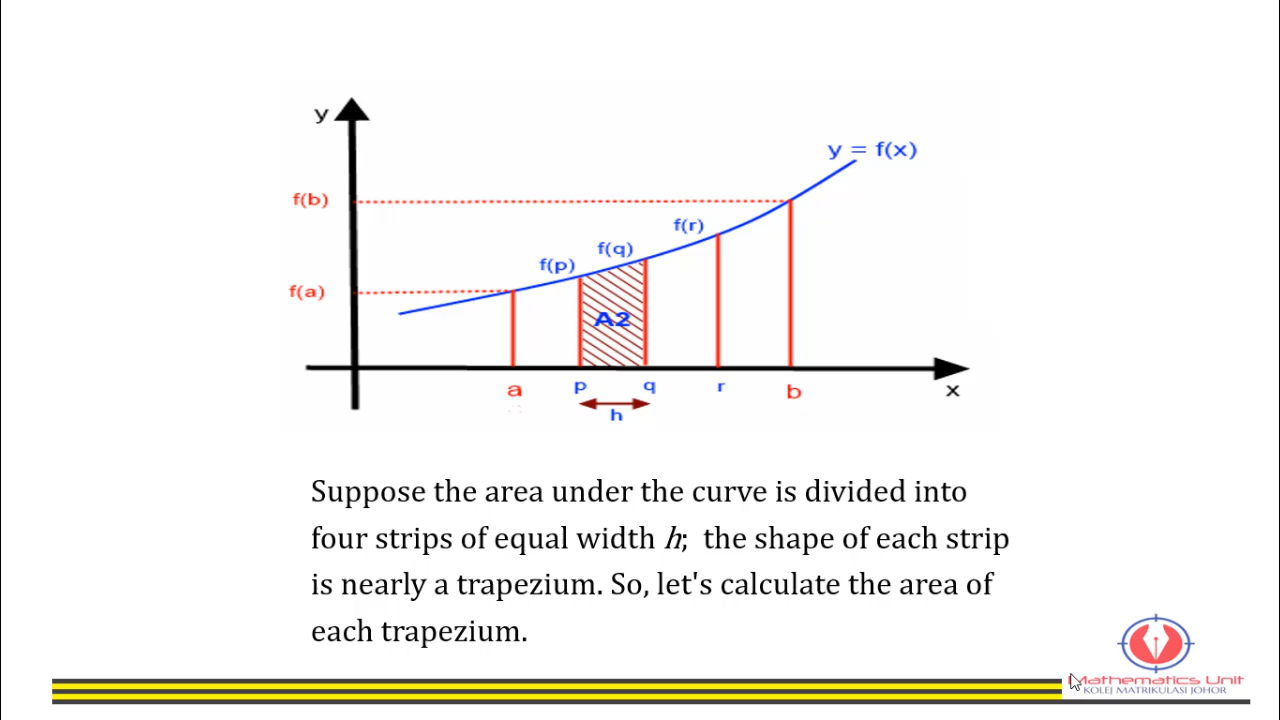 y
y = f(x)
f(b)
f(r)
f(q)
f(p)
f(a)
A2
a p q r b x
h
Suppose the area under the curve is divided into
four strips of equal width h; the shape of each strip
is nearly a trapezium. So, let's calculate the area of
each trapezium.
Mathematics Unit
KOLEJ MATRIKULASI JOHOR